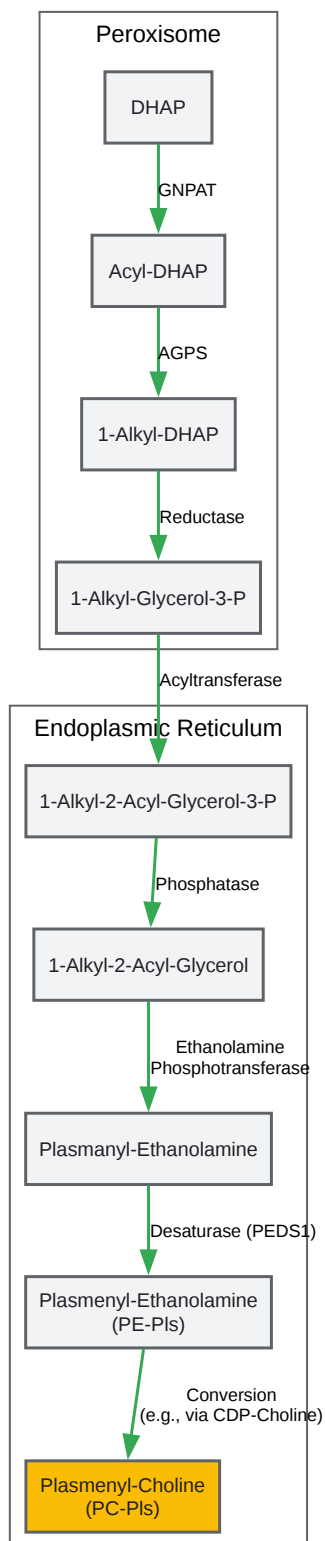 Peroxisome
DHAP
GNPAT
Acyl-DHAP
AGPS
1-Alkyl-DHAP
Reductase
1-Alkyl-Glycerol-3-P
Acyltransferase
Endoplasmic Reticulum
1-Alkyl-2-Acyl-Glycerol-3-P
Phosphatase
1-Alkyl-2-Acyl-Glycerol
Ethanolamine
Phosphotransferase
Plasmanyl-Ethanolamine
Desaturase (PEDS1)
Plasmenyl-Ethanolamine
(PE-Pls)
Conversion
(e.g., via CDP-Choline)
Plasmenyl-Choline
(PC-Pls)